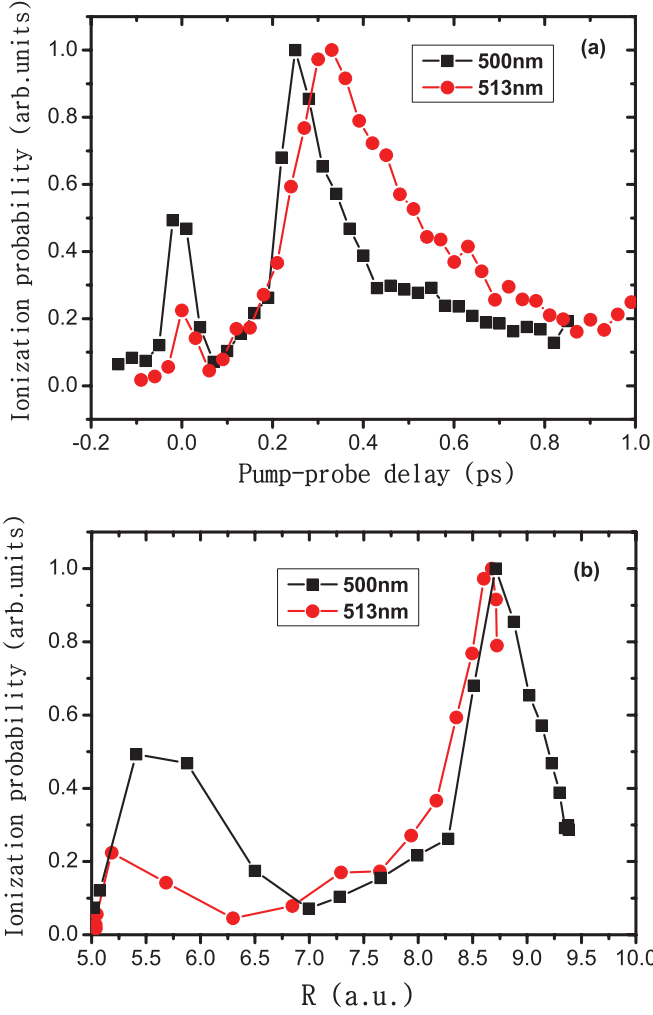 (a)
500nm
513nm
Ionization probability (arb.units)
1.0
0.8
0.6
0.4
0.2
0.0
-0.2 0.0 0.2 0.4 0.6 0.8 1.0
Pump-probe delay (ps)
(b)
500nm
513nm
Ionization probability (arb.units)
1.0
0.8
0.6
0.4
0.2
0.0
5.0 5.5 6.0 6.5 7.0 7.5 8.0 8.5 9.0 9.5 10.0
R (a.u.)